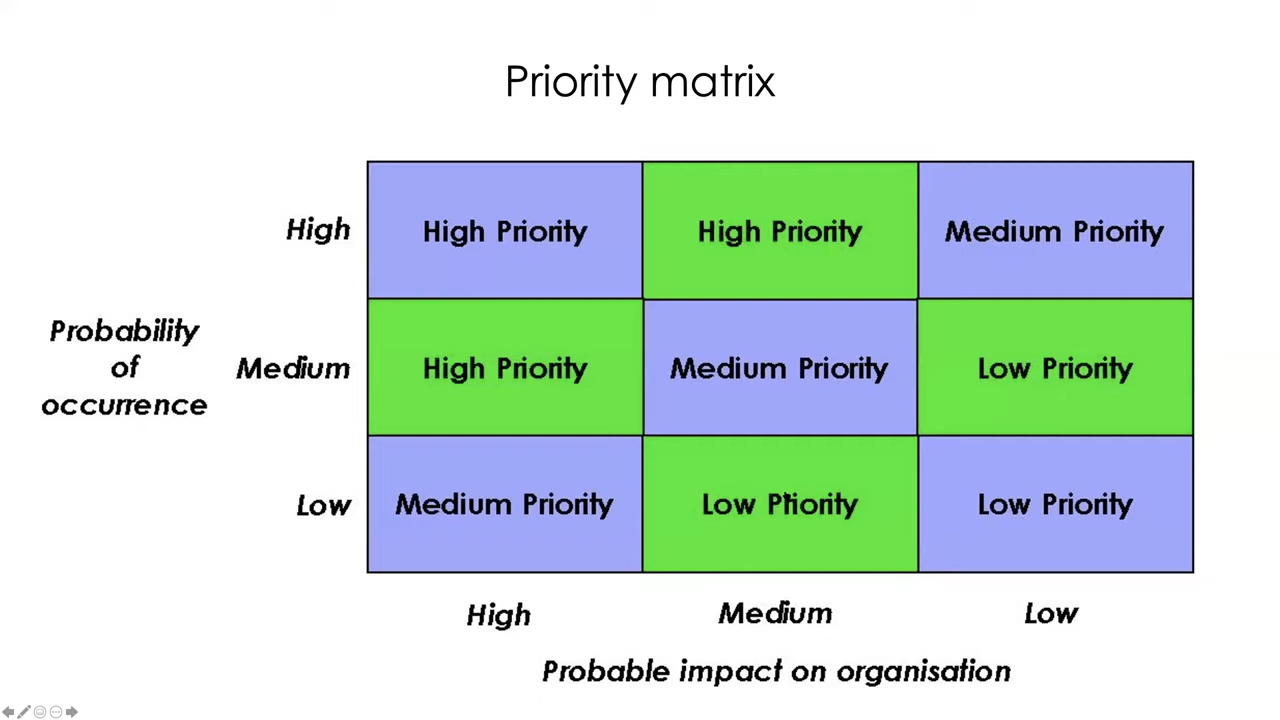 Priority matrix
High
High Priority
High Priority
Medium Priority
Probability
of
occurrence
Medium
High Priority
Medium Priority
Low Priority
Low
Medium Priority
Low Priority
Low Priority
High
Medium
Low
Probable impact on organisation